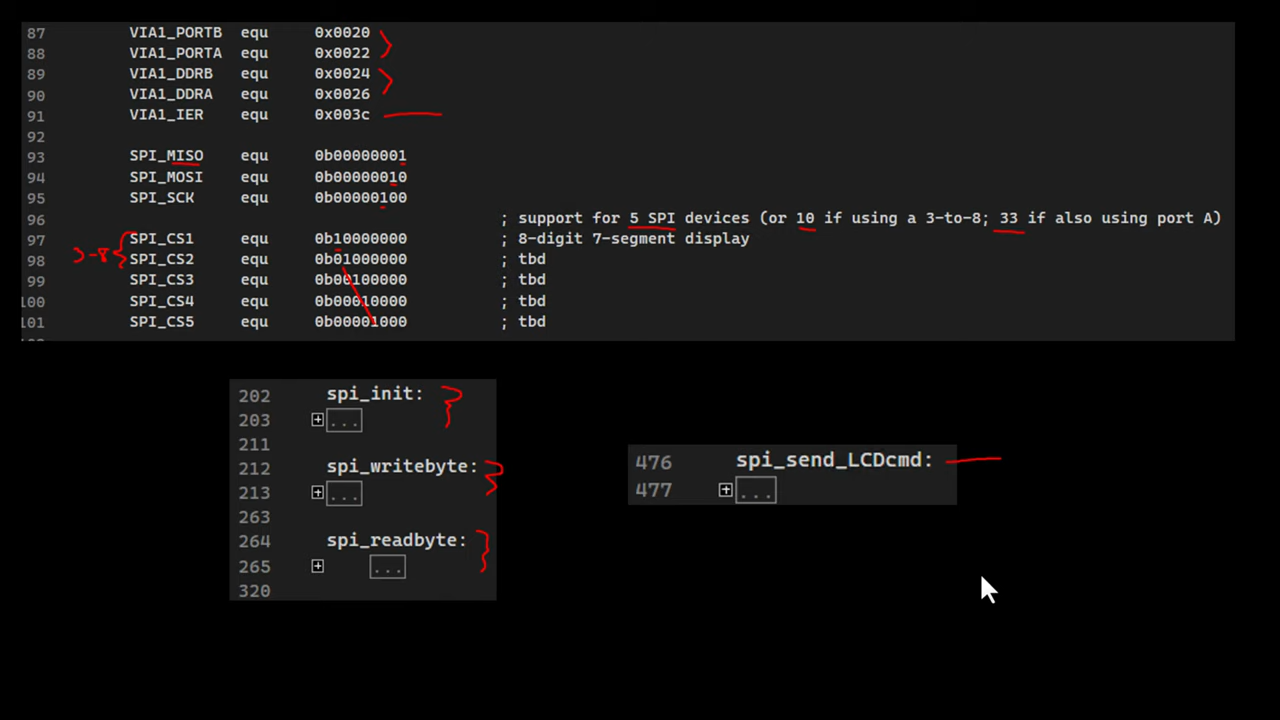 87 VIA1_PORTB equ 0x0020
88 VIA1_PORTA equ 0x0022
89 VIA1_DDRB equ 0x0024
90 VIA1_DDRA equ 0x0026
91 VIA1_IER equ 0x003c
92
93 SPI_MISO equ 0b00000001
94 SPI_MOSI equ 0b00000010
95 SPI_SCK equ 0b00000100
96 ; support for 5 SPI devices (or 10 if using a 3-to-8; 33 if also using port A)
97 SPI_CS1 equ 0b10000000 ; 8-digit 7-segment display
3-8
98 SPI_CS2 equ 0b01000000 ; tbd
99 SPI_CS3 equ 0b00100000 ; tbd
100 SPI_CS4 equ 0b00010000 ; tbd
101 SPI_CS5 equ 0b00001000 ; tbd
202 spi_init:
203 ...
211
212 spi_writebyte:
213 ...
263
264 spi_readbyte:
265 ...
320
476 spi_send_LCDcmd:
477 ...